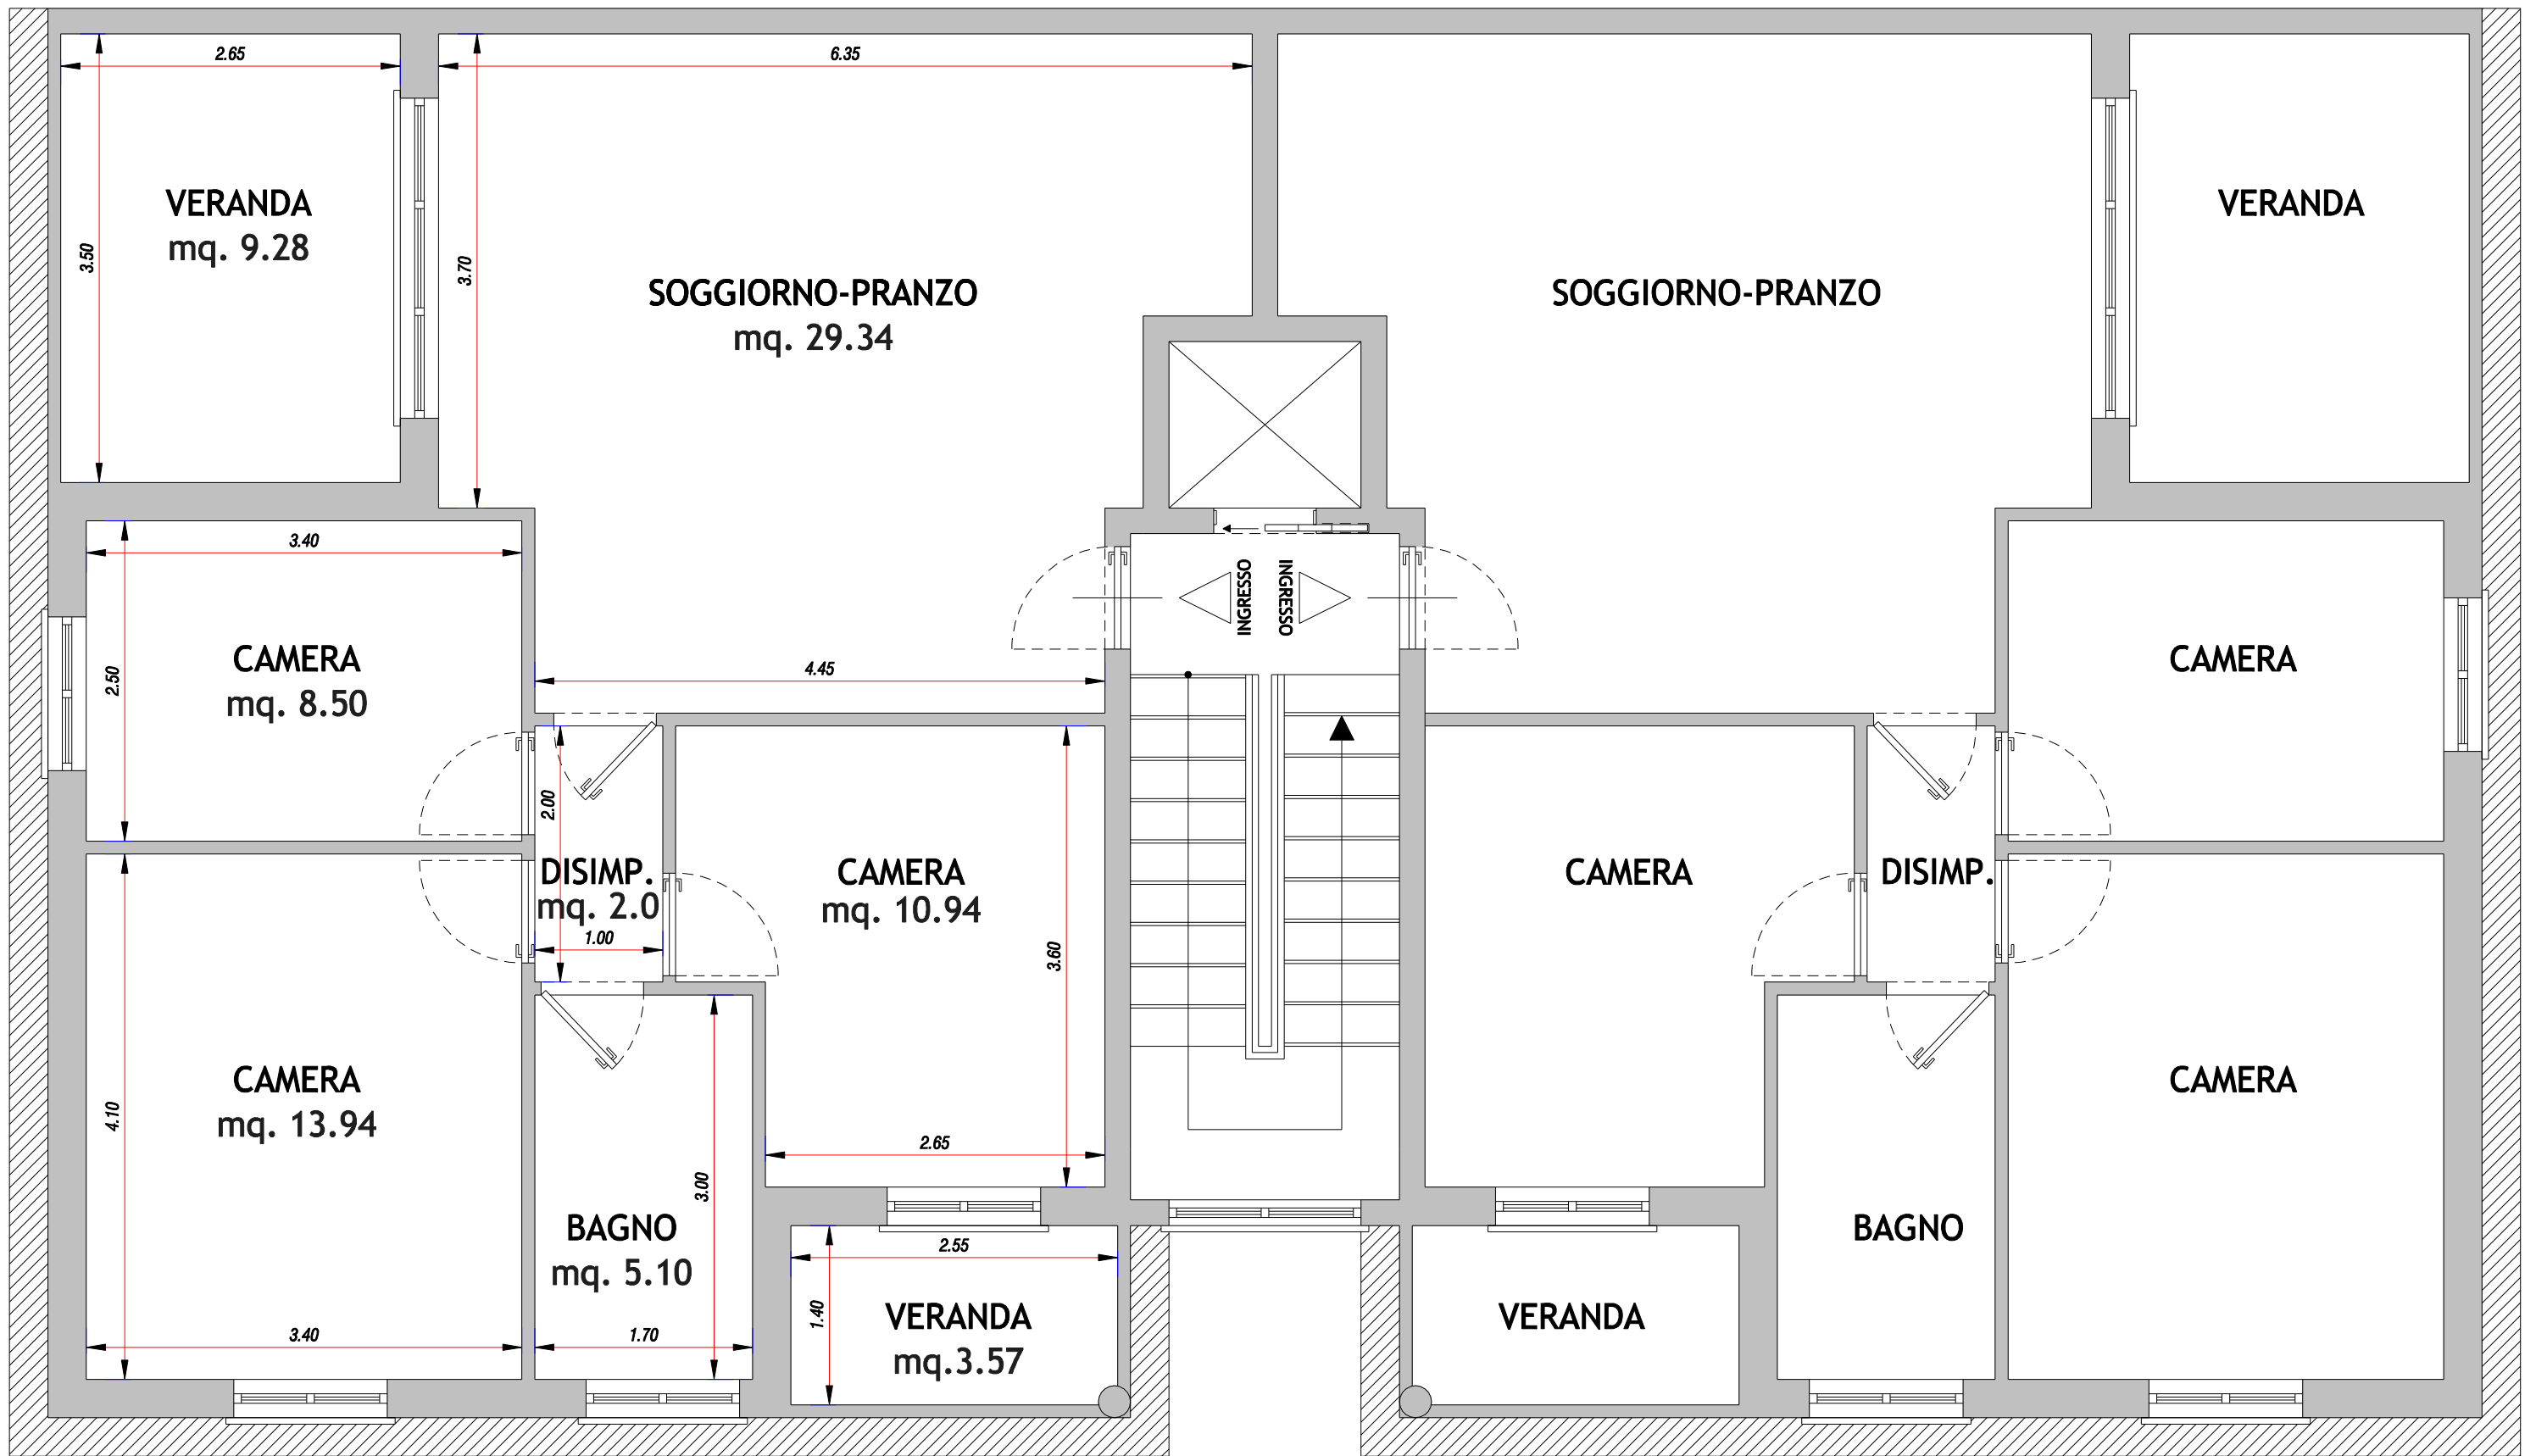 2.65
6.35
VERANDA
mq. 9.28
3.50
3.70
SOGGIORNO-PRANZO
mq. 29.34
SOGGIORNO-PRANZO
VERANDA
3.40
2.50
CAMERA
mq. 8.50
4.45
INGRESSO
INGRESSO
CAMERA
2.00
DISIMP.
mq. 2.0
1.00
CAMERA
mq. 10.94
3.60
2.65
CAMERA
DISIMP.
4.10
CAMERA
mq. 13.94
3.40
3.00
BAGNO
mq. 5.10
1.70
2.55
1.40
VERANDA
mq.3.57
VERANDA
BAGNO
CAMERA